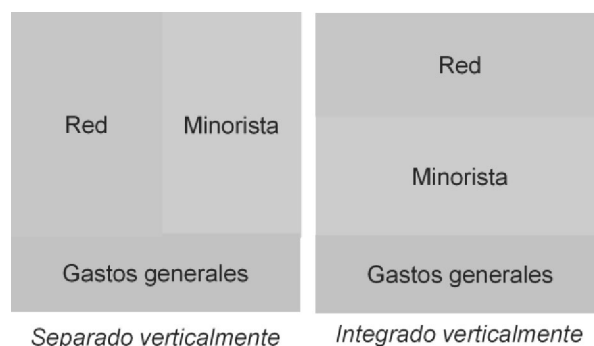 Red
Minorista
Gastos generales
Separado verticalmente
Red
Minorista
Gastos generales
Integrado verticalmente